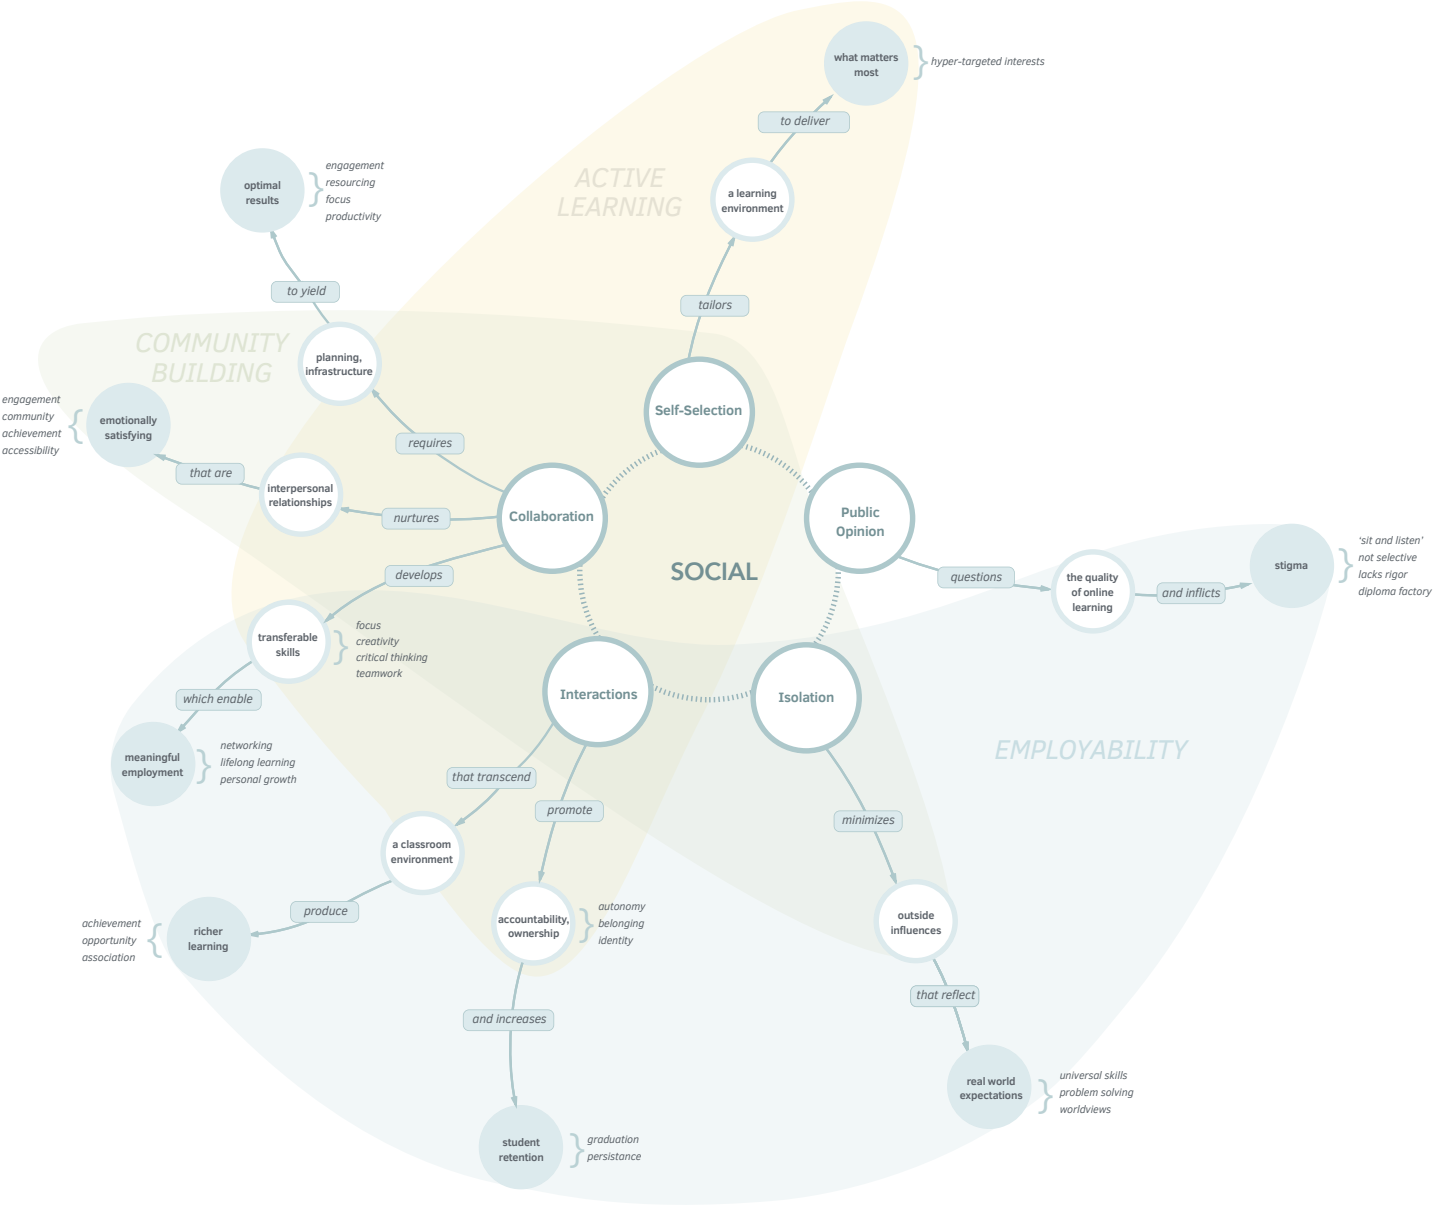 what matters
most
hyper-targeted interests
to deliver
ACTIVE
LEARNING
a learning
environment
tailors
optimal
results
engagement
resourcing
focus
productivity
to yield
COMMUNITY
BUILDING
planning,
infrastructure
requires
engagement
community
achievement
accessibility
emotionally
satisfying
that are
interpersonal
relationships
nurtures
Self-Selection
Collaboration
Public
Opinion
SOCIAL
questions
the quality
of online
learning
and inflicts
stigma
‘sit and listen’
not selective
lacks rigor
diploma factory
develops
transferable
skills
focus
creativity
critical thinking
teamwork
which enable
meaningful
employment
networking
lifelong learning
personal growth
Interactions
Isolation
EMPLOYABILITY
that transcend
promote
minimizes
a classroom
environment
produce
richer
learning
achievement
opportunity
association
accountability,
ownership
autonomy
belonging
identity
outside
influences
that reflect
and increases
real world
expectations
universal skills
problem solving
worldviews
student
retention
graduation
persistance